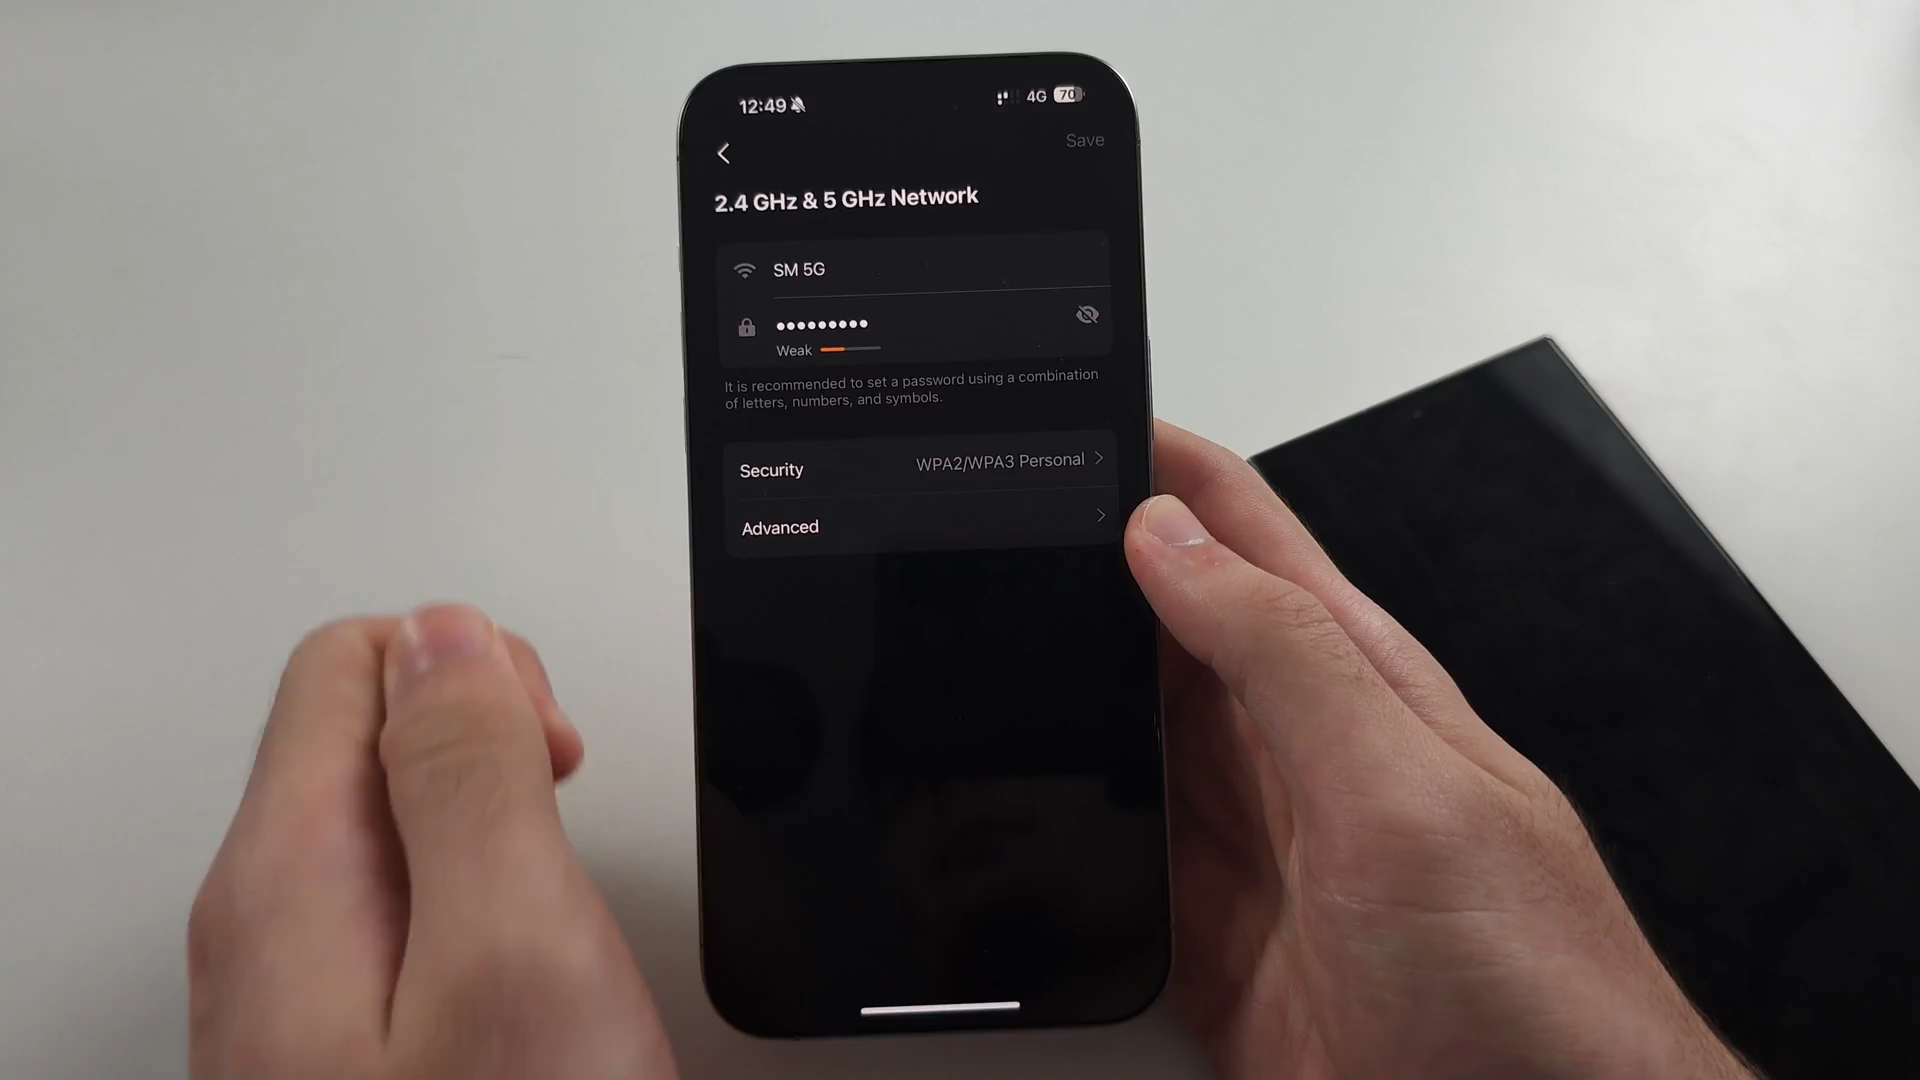 12:49
4G 70
Save
2.4 GHz & 5 GHz Network
SM 5G
•••••••••
Weak
It is recommended to set a password using a combination
of letters, numbers, and symbols.
Security WPA2/WPA3 Personal
Advanced